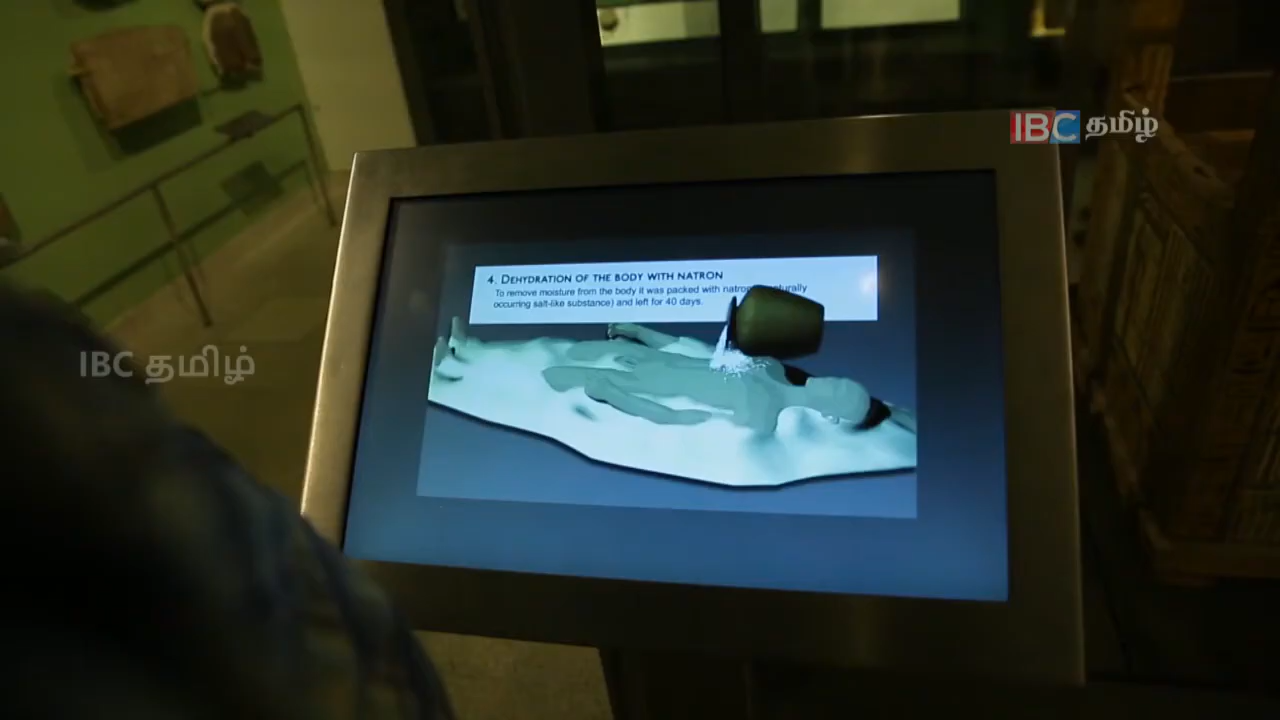 IBC தமிழ்
4. DEHYDRATION OF THE BODY WITH NATRON
To remove moisture from the body it was packed with natron
occurring salt-like substance) and left for 40 days.
IBC தமிழ்